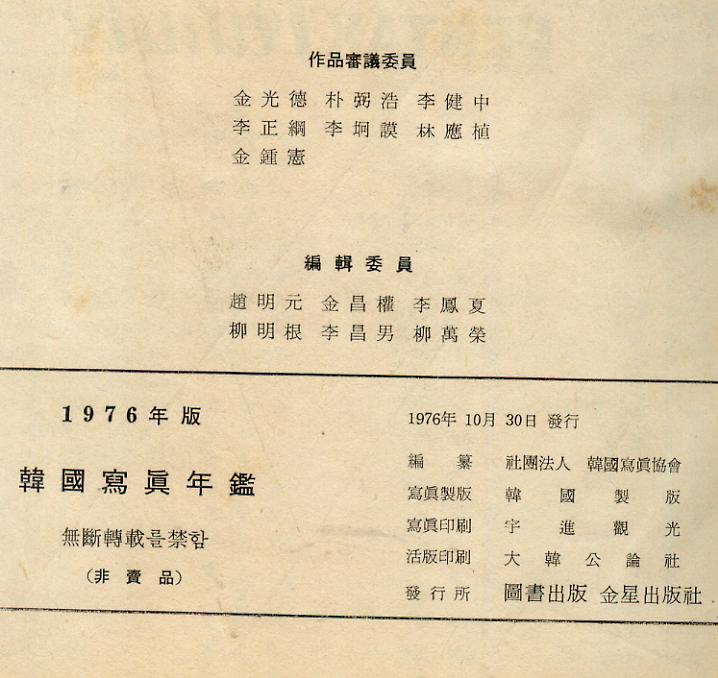 作品審議委員
金光德 朴弼浩 李健中
李正綱 李坰謨 林應植
金鍾憲
編輯委員
趙明元 金昌權 李鳳夏
柳明根 李昌男 柳萬榮
1976年版
韓國寫眞年鑑
無斷轉載를禁함
(非賣品)
1976年 10月 30日 發行
編纂 社團法人 韓國寫眞協會
寫眞製版 韓國製版
寫眞印刷 宇進觀光
活版印刷 大韓公論社
發行所 圖書出版 金星出版社